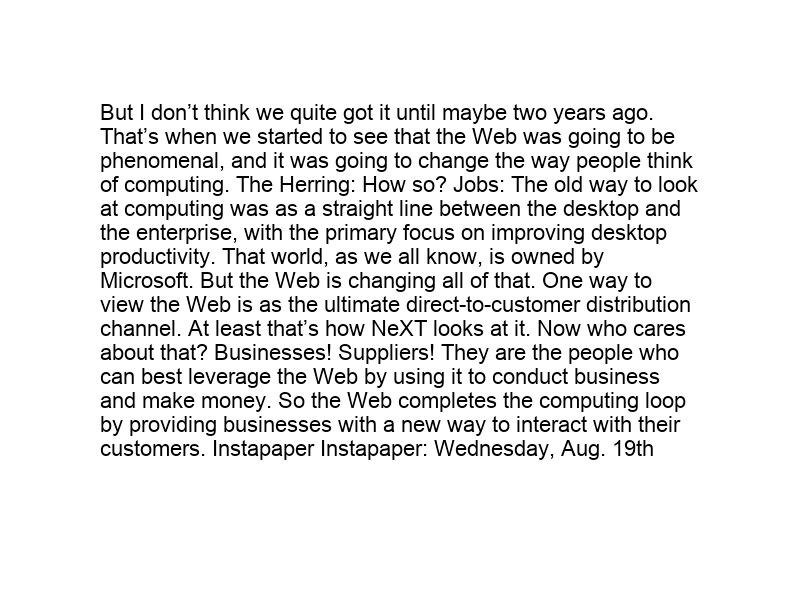 But I don’t think we quite got it until maybe two years ago.
That’s when we started to see that the Web was going to be
phenomenal, and it was going to change the way people think
of computing. The Herring: How so? Jobs: The old way to look
at computing was as a straight line between the desktop and
the enterprise, with the primary focus on improving desktop
productivity. That world, as we all know, is owned by
Microsoft. But the Web is changing all of that. One way to
view the Web is as the ultimate direct-to-customer distribution
channel. At least that’s how NeXT looks at it. Now who cares
about that? Businesses! Suppliers! They are the people who
can best leverage the Web by using it to conduct business
and make money. So the Web completes the computing loop
by providing businesses with a new way to interact with their
customers. Instapaper Instapaper: Wednesday, Aug. 19th